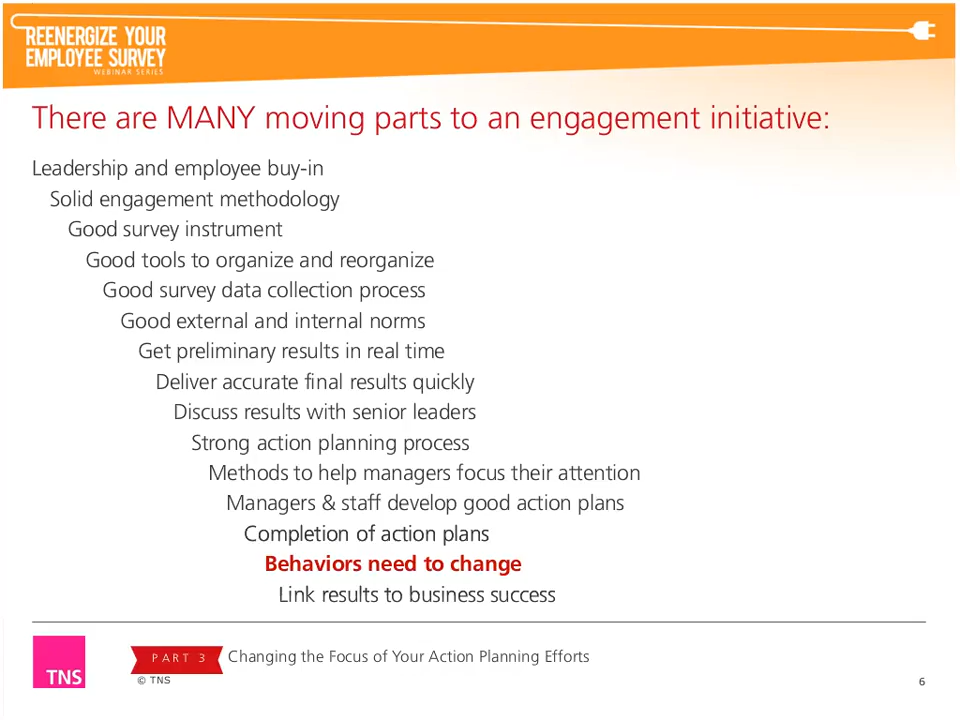 REENERGIZE YOUR
EMPLOYEE SURVEY
WEBINAR SERIES
There are MANY moving parts to an engagement initiative:
Leadership and employee buy-in
Solid engagement methodology
Good survey instrument
Good tools to organize and reorganize
Good survey data collection process
Good external and internal norms
Get preliminary results in real time
Deliver accurate final results quickly
Discuss results with senior leaders
Strong action planning process
Methods to help managers focus their attention
Managers & staff develop good action plans
Completion of action plans
Behaviors need to change
Link results to business success
TNS
PART 3
Changing the Focus of Your Action Planning Efforts
© TNS
6